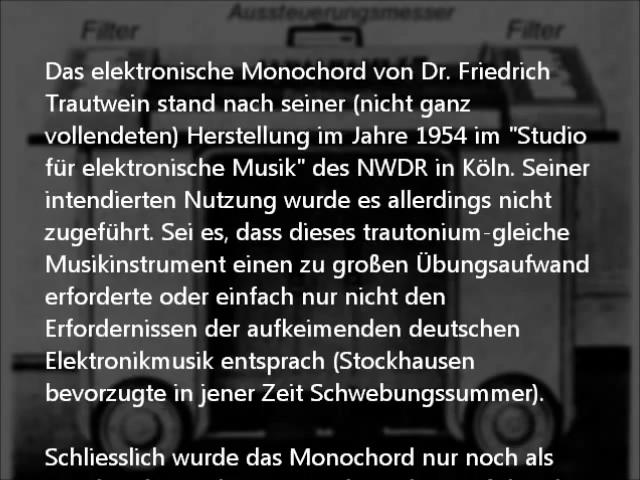 Aussteuerungsmesser
Filter Filter
Das elektronische Monochord von Dr. Friedrich
Trautwein stand nach seiner (nicht ganz
vollendeten) Herstellung im Jahre 1954 im "Studio
für elektronische Musik" des NWDR in Köln. Seiner
intendierten Nutzung wurde es allerdings nicht
zugeführt. Sei es, dass dieses trautonium-gleiche
Musikinstrument einen zu großen Übungsaufwand
erforderte oder einfach nur nicht den
Erfordernissen der aufkeimenden deutschen
Elektronikmusik entsprach (Stockhausen
bevorzugte in jener Zeit Schwebungssummer).
Schliesslich wurde das Monochord nur noch als